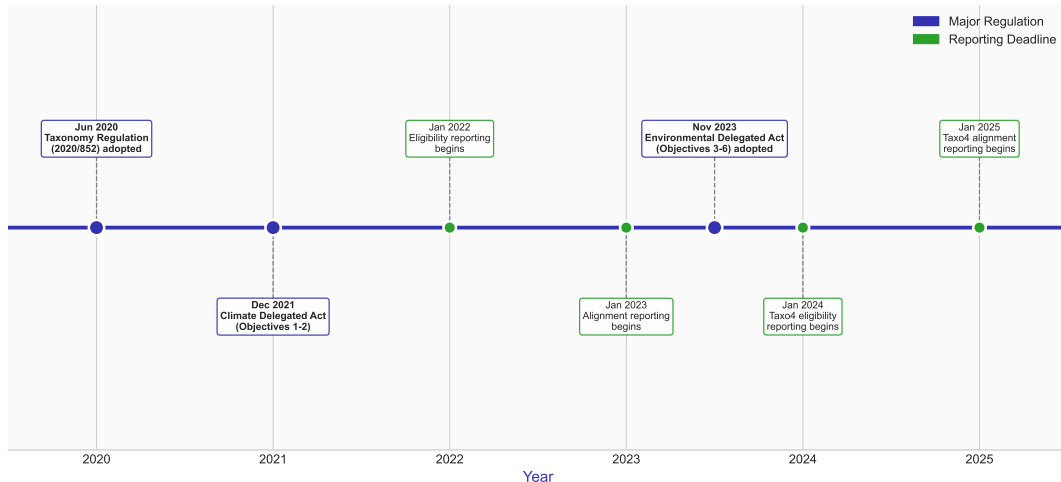 Major Regulation
Reporting Deadline
Jun 2020
Taxonomy Regulation
(2020/852) adopted
Jan 2022
Eligibility reporting
begins
Nov 2023
Environmental Delegated Act
(Objectives 3-6) adopted
Jan 2025
Taxo4 alignment
reporting begins
Dec 2021
Climate Delegated Act
(Objectives 1-2)
Jan 2023
Alignment reporting
begins
Jan 2024
Taxo4 eligibility
reporting begins
2020
2021
2022
2023
2024
2025
Year